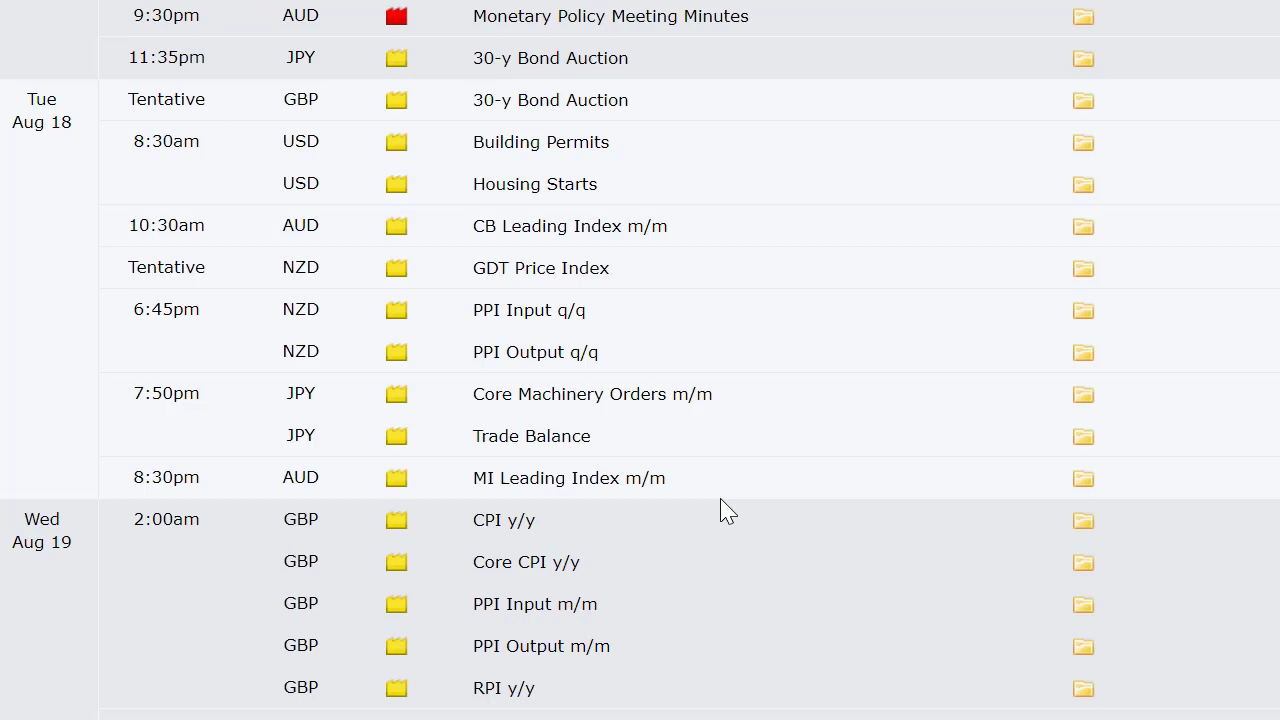 9:30pm AUD Monetary Policy Meeting Minutes
11:35pm JPY 30-y Bond Auction
Tue Aug 18 Tentative GBP 30-y Bond Auction
8:30am USD Building Permits
USD Housing Starts
10:30am AUD CB Leading Index m/m
Tentative NZD GDT Price Index
6:45pm NZD PPI Input q/q
NZD PPI Output q/q
7:50pm JPY Core Machinery Orders m/m
JPY Trade Balance
8:30pm AUD MI Leading Index m/m
Wed Aug 19 2:00am GBP CPI y/y
GBP Core CPI y/y
GBP PPI Input m/m
GBP PPI Output m/m
GBP RPI y/y